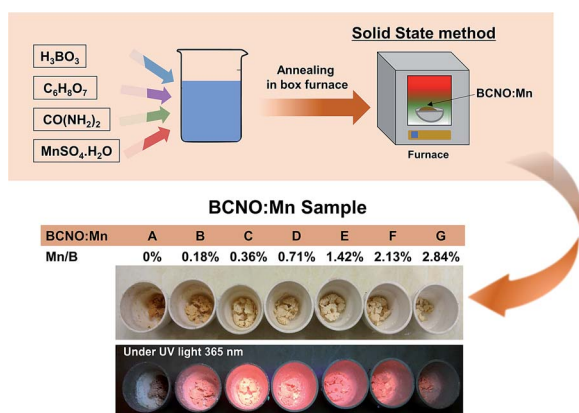 Solid State method
H₃BO₃
C₆H₈O₇
CO(NH₂)₂
MnSO₄.H₂O
Annealing
in box furnace
BCNO:Mn
Furnace
BCNO:Mn Sample
BCNO:Mn A B C D E F G
Mn/B 0% 0.18% 0.36% 0.71% 1.42% 2.13% 2.84%
Under UV light 365 nm